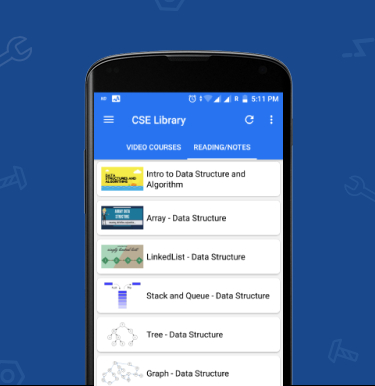 R 5:11 PM
CSE Library
VIDEO COURSES READING/NOTES
Intro to Data Structure and
Algorithm
Array - Data Structure
LinkedList - Data Structure
Stack and Queue - Data Structure
Tree - Data Structure
Graph - Data Structure